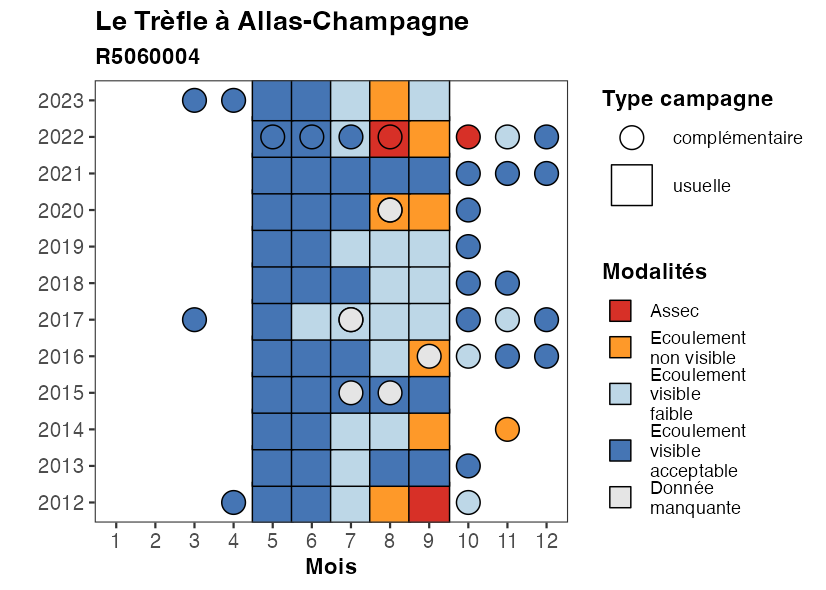 Le Trèfle à Allas-Champagne
R5060004
2023
2022
2021
2020
2019
2018
2017
2016
2015
2014
2013
2012
1 2 3 4 5 6 7 8 9 10 11 12
Mois
Type campagne
complémentaire
usuelle
Modalités
Assec
Ecoulement
non visible
Ecoulement
visible
faible
Ecoulement
visible
acceptable
Donnée
manquante